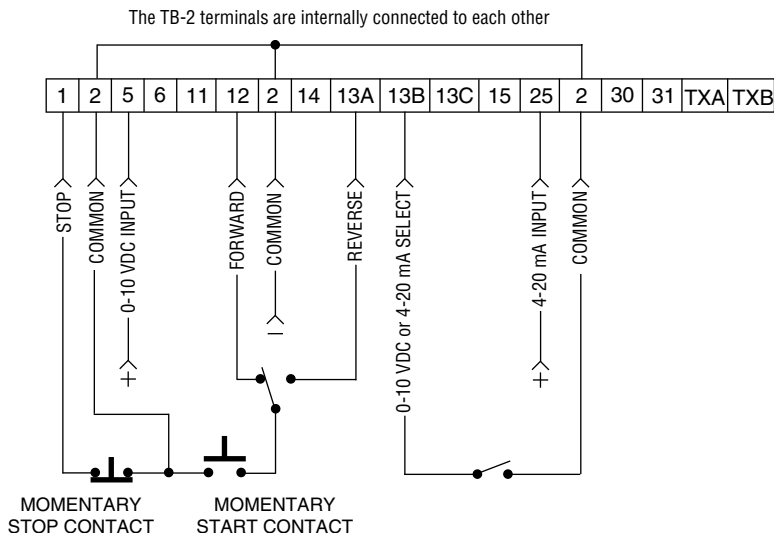 The TB-2 terminals are internally connected to each other
1 2 5 6 11 12 2 14 13A 13B 13C 15 25 2 30 31 TXA TXB
STOP
COMMON
0-10 VDC INPUT
+
FORWARD
COMMON
–
REVERSE
0-10 VDC or 4-20 mA SELECT
4-20 mA INPUT
+
COMMON
MOMENTARY
STOP CONTACT
MOMENTARY
START CONTACT